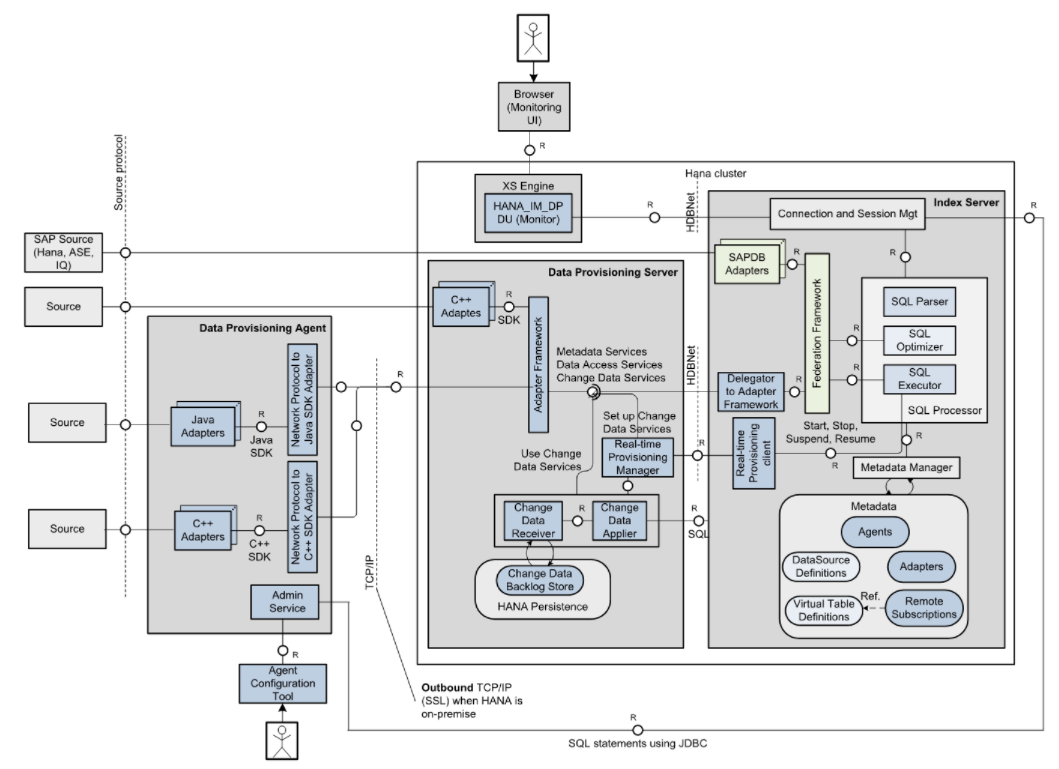 Browser
(Monitoring
UI)
R
Source protocol
Hana cluster
XS Engine
HANA_IM_DP
DU (Monitor)
R
HDBNet
Index Server
Connection and Session Mgt
R
SAP Source
(Hana, ASE,
IQ)
R
SAPDB
Adapters
R
Data Provisioning Server
Source
C++
Adaptes
R
SDK
SQL Parser
SQL
Optimizer
R
SQL
Executor
R
SQL Processor
Federation Framework
Data Provisioning Agent
Adapter Framework
Metadata Services
Data Access Services
Change Data Services
HDBNet
Delegator
to Adapter
Framework
R
Network Protocol to
Java SDK Adapter
R
Source
Java
Adapters
R
Java
SDK
Set up Change
Data Services
Start, Stop,
Suspend, Resume
R
R
Use Change
Data Services
Real-time
Provisioning
Manager
R
Real-time
Provisioning
client
Metadata Manager
Network Protocol to
C++ SDK Adapter
Source
C++
Adapters
R
C++
SDK
Change
Data
Receiver
R
Change
Data
Applier
R
SQL
Metadata
Agents
DataSource
Definitions
Adapters
Change Data
Backlog Store
HANA Persistence
Virtual Table
Definitions
Ref.
Remote
Subscriptions
TCP/IP
Admin
Service
R
Agent
Configuration
Tool
Outbound TCP/IP
(SSL) when HANA is
on-premise
R
SQL statements using JDBC